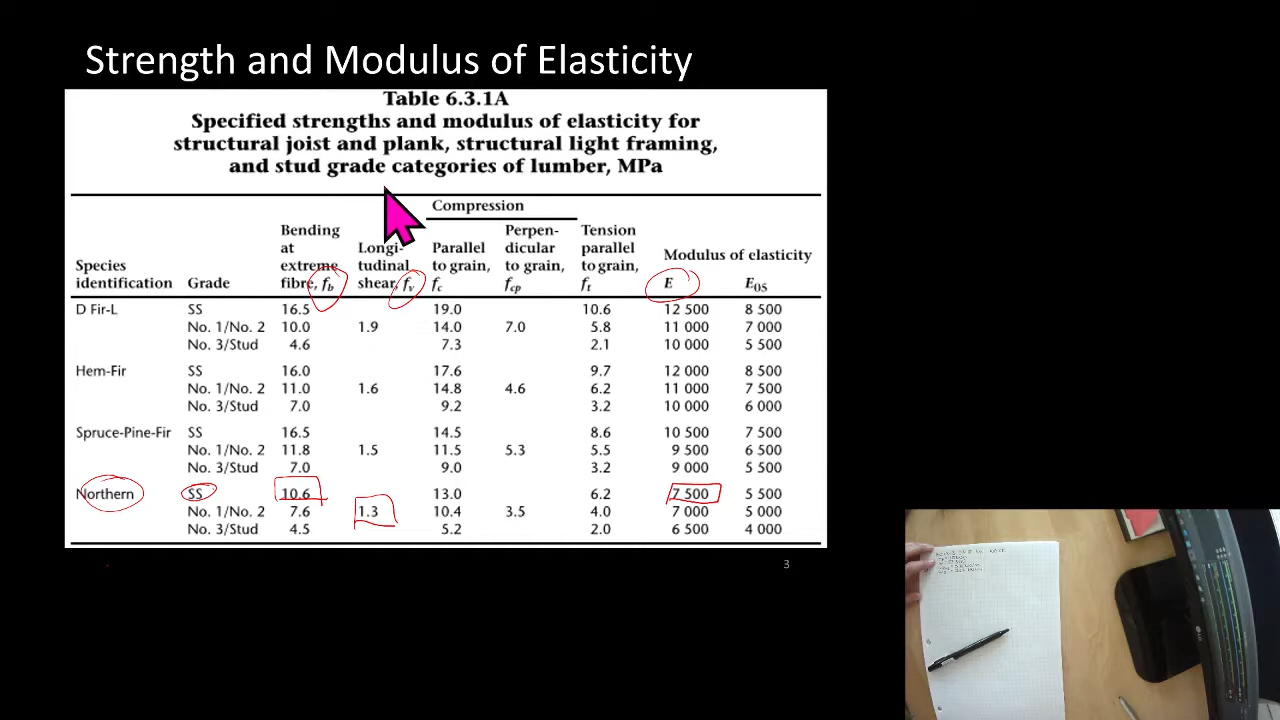 Strength and Modulus of Elasticity
Table 6.3.1A
Specified strengths and modulus of elasticity for
structural joist and plank, structural light framing,
and stud grade categories of lumber, MPa
Species identification Grade Bending at extreme fibre, fb Longi-tudinal shear, fv Compression Parallel to grain, fc Perpen-dicular to grain, fcp Tension parallel to grain, ft Modulus of elasticity E E05
D Fir-L SS 16.5 19.0 10.6 12 500 8 500
No. 1/No. 2 10.0 1.9 14.0 7.0 5.8 11 000 7 000
No. 3/Stud 4.6 7.3 2.1 10 000 5 500
Hem-Fir SS 16.0 17.6 9.7 12 000 8 500
No. 1/No. 2 11.0 1.6 14.8 4.6 6.2 11 000 7 500
No. 3/Stud 7.0 9.2 3.2 10 000 6 000
Spruce-Pine-Fir SS 16.5 14.5 8.6 10 500 7 500
No. 1/No. 2 11.8 1.5 11.5 5.3 5.5 9 500 6 500
No. 3/Stud 7.0 9.0 3.2 9 000 5 500
Northern SS 10.6 13.0 6.2 7 500 5 500
No. 1/No. 2 7.6 1.3 10.4 3.5 4.0 7 000 5 000
No. 3/Stud 4.5 5.2 2.0 6 500 4 000
3